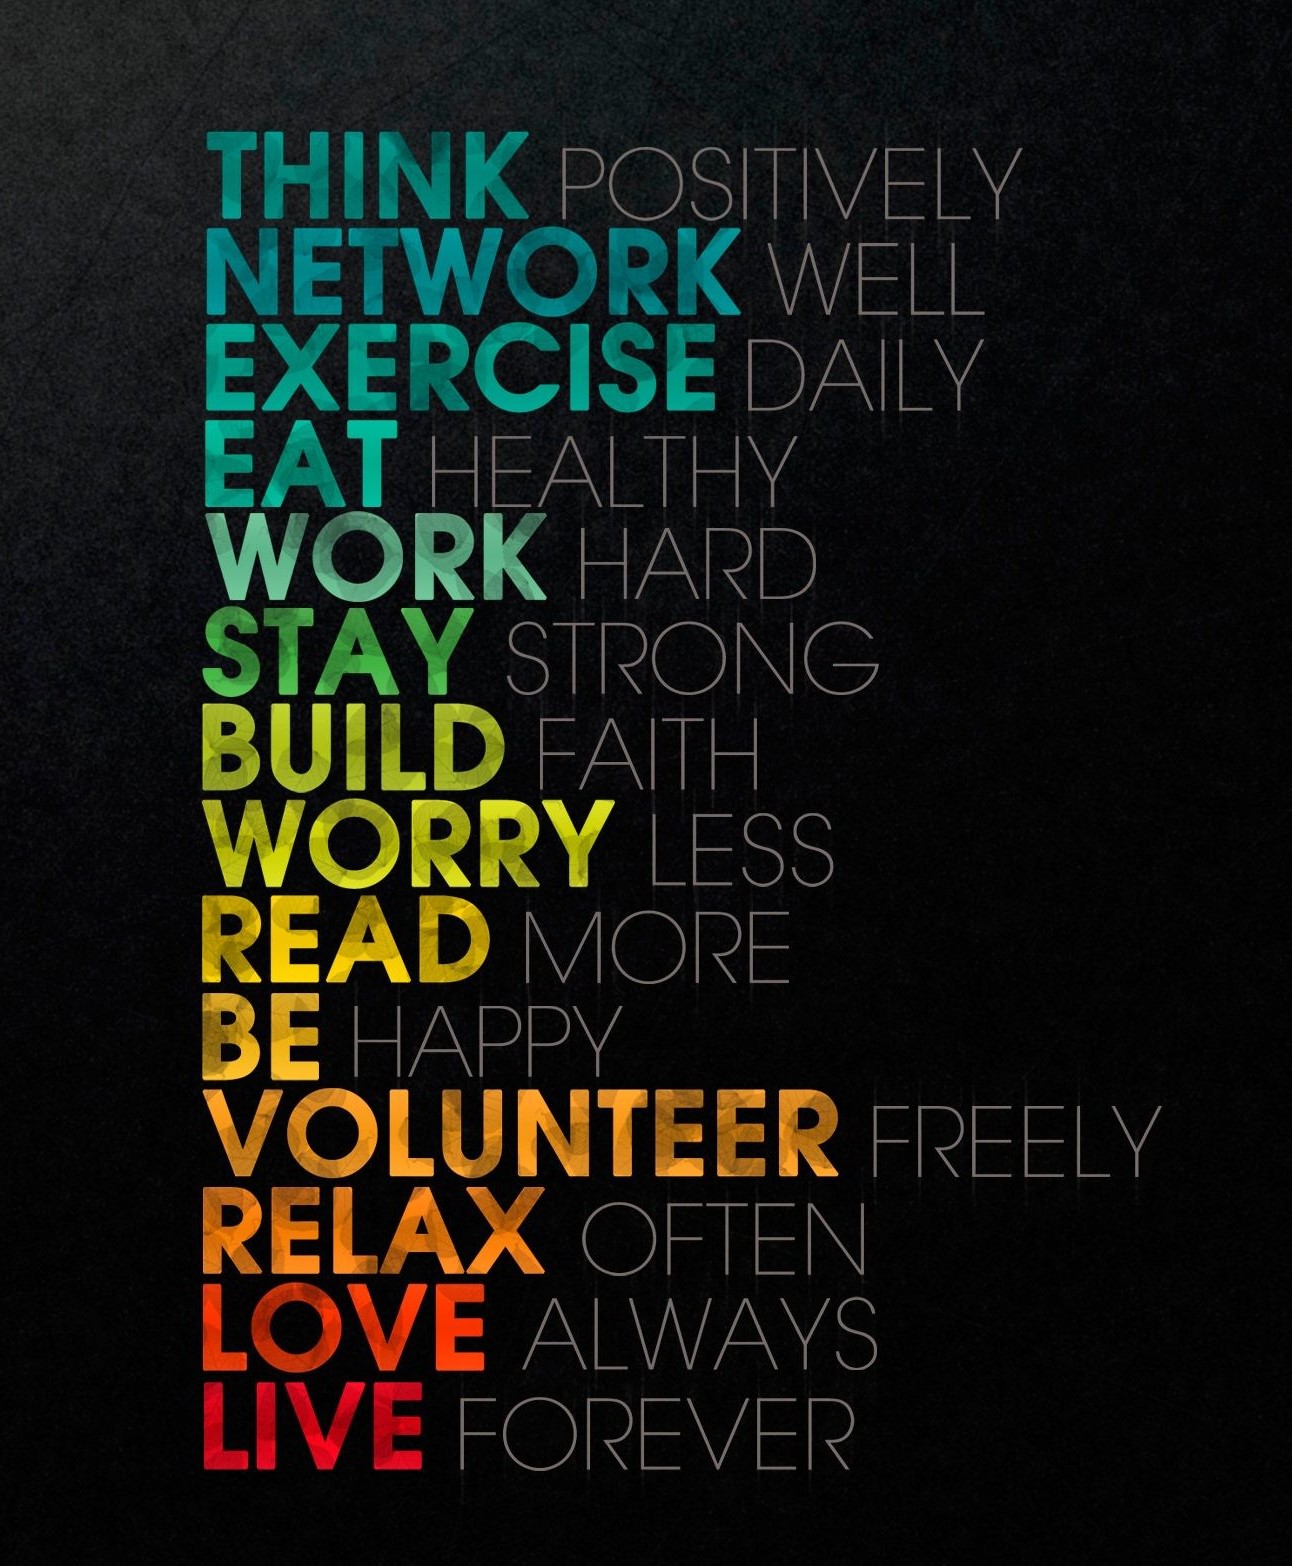 THINK POSITIVELY
NETWORK WELL
EXERCISE DAILY
EAT HEALTHY
WORK HARD
STAY STRONG
BUILD FAITH
WORRY LESS
READ MORE
BE HAPPY
VOLUNTEER FREELY
RELAX OFTEN
LOVE ALWAYS
LIVE FOREVER